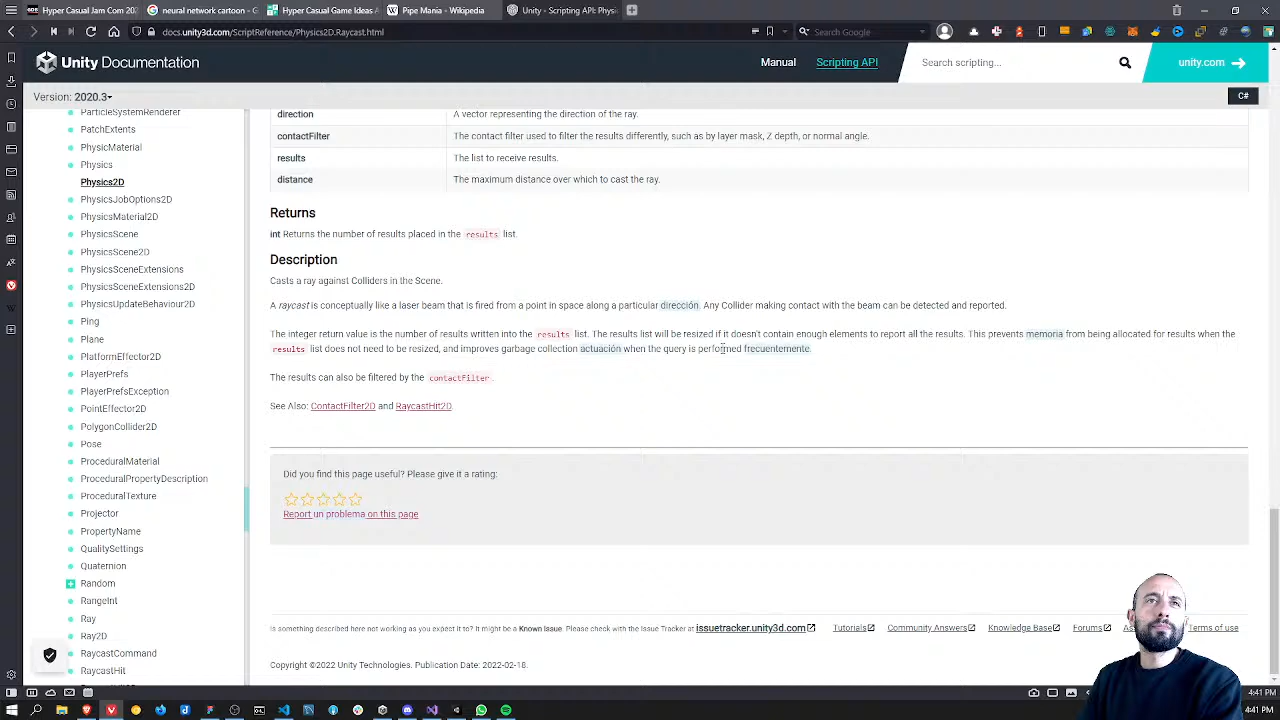 Hyper Casual Jam Com 202
neural network cartoon - G
Hyper Casual Game Ideas A
Pipe Mania - Wikipedia
Unity - Scripting API: Physi
docs.unity3d.com/ScriptReference/Physics2D.Raycast.html
Search Google
Unity Documentation
Manual
Scripting API
Search scripting...
unity.com
Version: 2020.3
C#
ParticleSystemRenderer
PatchExtents
PhysicMaterial
Physics
Physics2D
PhysicsJobOptions2D
PhysicsMaterial2D
PhysicsScene
PhysicsScene2D
PhysicsSceneExtensions
PhysicsSceneExtensions2D
PhysicsUpdateBehaviour2D
Ping
Plane
PlatformEffector2D
PlayerPrefs
PlayerPrefsException
PointEffector2D
PolygonCollider2D
Pose
ProceduralMaterial
ProceduralPropertyDescription
ProceduralTexture
Projector
PropertyName
QualitySettings
Quaternion
Random
RangeInt
Ray
Ray2D
RaycastCommand
RaycastHit
direction A vector representing the direction of the ray.
contactFilter The contact filter used to filter the results differently, such as by layer mask, Z depth, or normal angle.
results The list to receive results.
distance The maximum distance over which to cast the ray.
Returns
int Returns the number of results placed in the results list.
Description
Casts a ray against Colliders in the Scene.
A raycast is conceptually like a laser beam that is fired from a point in space along a particular dirección. Any Collider making contact with the beam can be detected and reported.
The integer return value is the number of results written into the results list. The results list will be resized if it doesn't contain enough elements to report all the results. This prevents memoria from being allocated for results when the
results list does not need to be resized, and improves garbage collection actuación when the query is performed frecuentemente.
The results can also be filtered by the contactFilter.
See Also: ContactFilter2D and RaycastHit2D.
Did you find this page useful? Please give it a rating:
Report un problema on this page
Is something described here not working as you expect it to? It might be a Known Issue. Please check with the Issue Tracker at issuetracker.unity3d.com
Tutorials
Community Answers
Knowledge Base
Forums
Terms of use
Copyright ©2022 Unity Technologies. Publication Date: 2022-02-18.
4:41 PM
4:41 PM